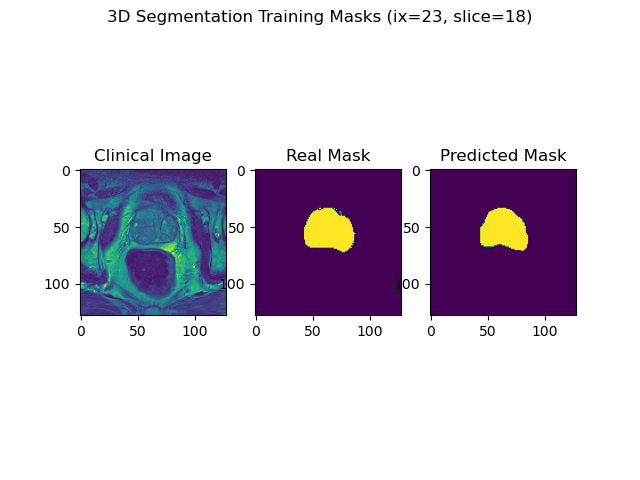 3D Segmentation Training Masks (ix=23, slice=18)
Clinical Image Real Mask Predicted Mask
0 0 0
50 50 50
100 100 100
0 50 100 0 50 100 0 50 100